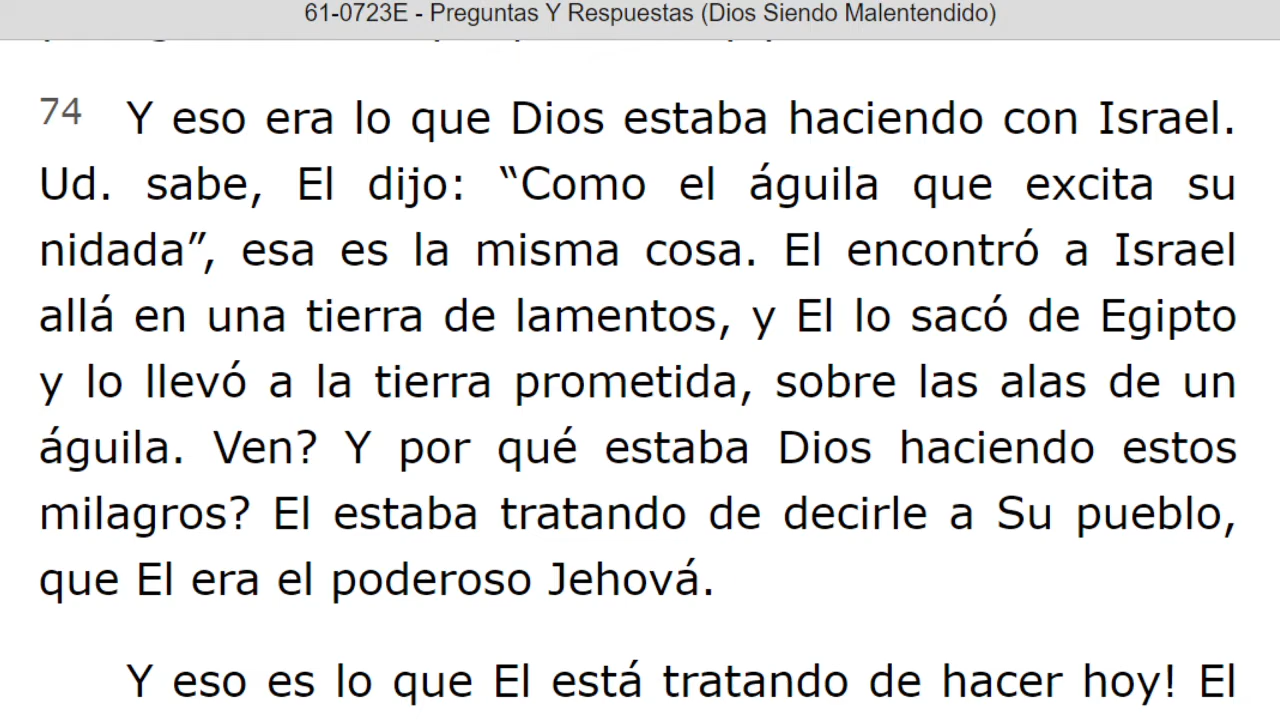 61-0723E - Preguntas Y Respuestas (Dios Siendo Malentendido)
74 Y eso era lo que Dios estaba haciendo con Israel.
Ud. sabe, El dijo: “Como el águila que excita su
nidada”, esa es la misma cosa. El encontró a Israel
allá en una tierra de lamentos, y El lo sacó de Egipto
y lo llevó a la tierra prometida, sobre las alas de un
águila. Ven? Y por qué estaba Dios haciendo estos
milagros? El estaba tratando de decirle a Su pueblo,
que El era el poderoso Jehová.
Y eso es lo que El está tratando de hacer hoy! El